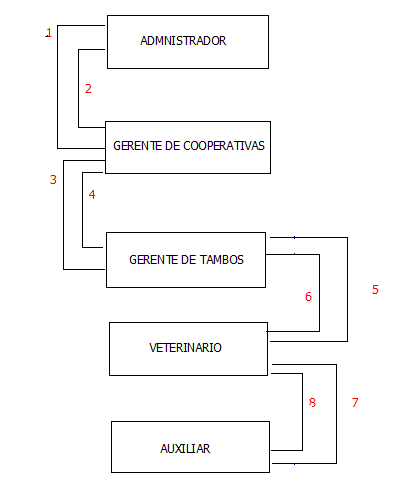 1
ADMNISTRADOR
2
GERENTE DE COOPERATIVAS
3
4
GERENTE DE TAMBOS
5
6
VETERINARIO
8
7
AUXILIAR